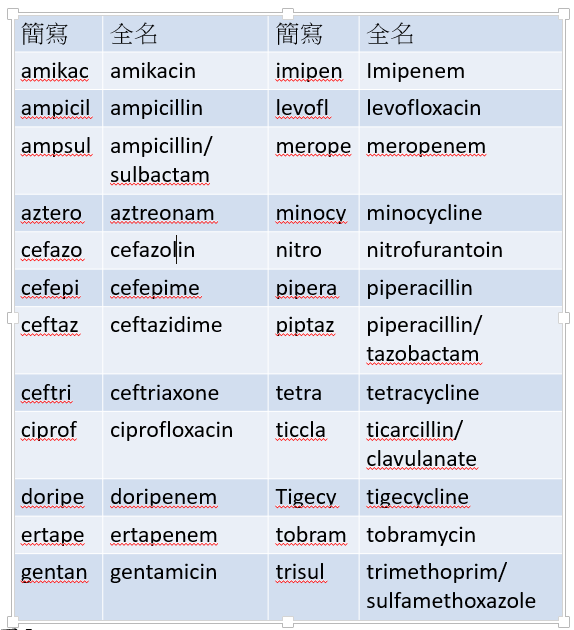 簡寫 全名 簡寫 全名
amikac amikacin imipen Imipenem
ampicil ampicillin levofl levofloxacin
ampsul ampicillin/ merope meropenem
sulbactam
aztero aztreonam minocy minocycline
cefazo cefazolin nitro nitrofurantoin
cefepi cefepime pipera piperacillin
ceftaz ceftazidime piptaz piperacillin/
tazobactam
ceftri ceftriaxone tetra tetracycline
ciprof ciprofloxacin ticcla ticarcillin/
clavulanate
doripe doripenem Tigecy tigecycline
ertape ertapenem tobram tobramycin
gentan gentamicin trisul trimethoprim/
sulfamethoxazole